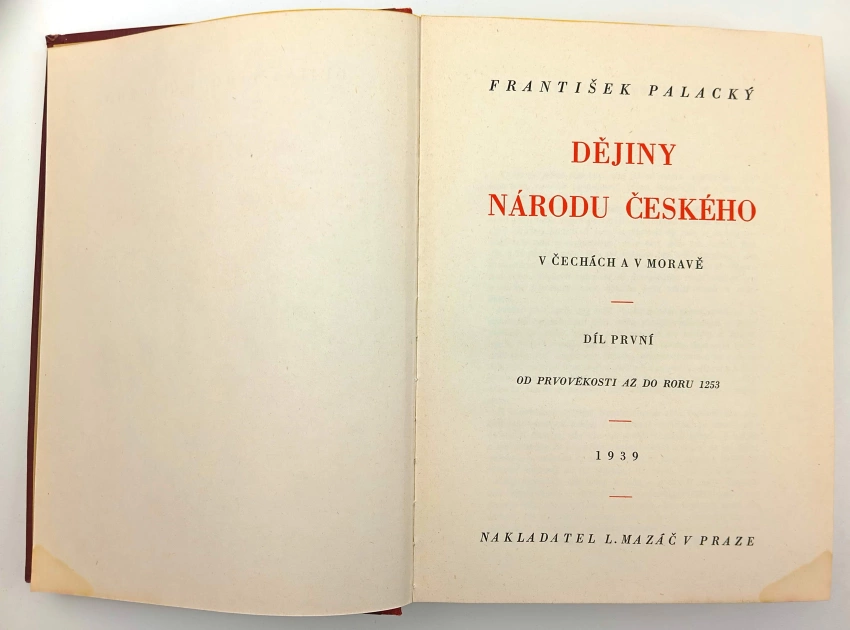 FRANTIŠEK PALACKÝ
DĚJINY
NÁRODU ČESKÉHO
V ČECHÁCH A V MORAVĚ
DÍL PRVNÍ
OD PRVOVĚKOSTI AŽ DO ROKU 1253
1939
NAKLADATEL L. MAZÁČ V PRAZE